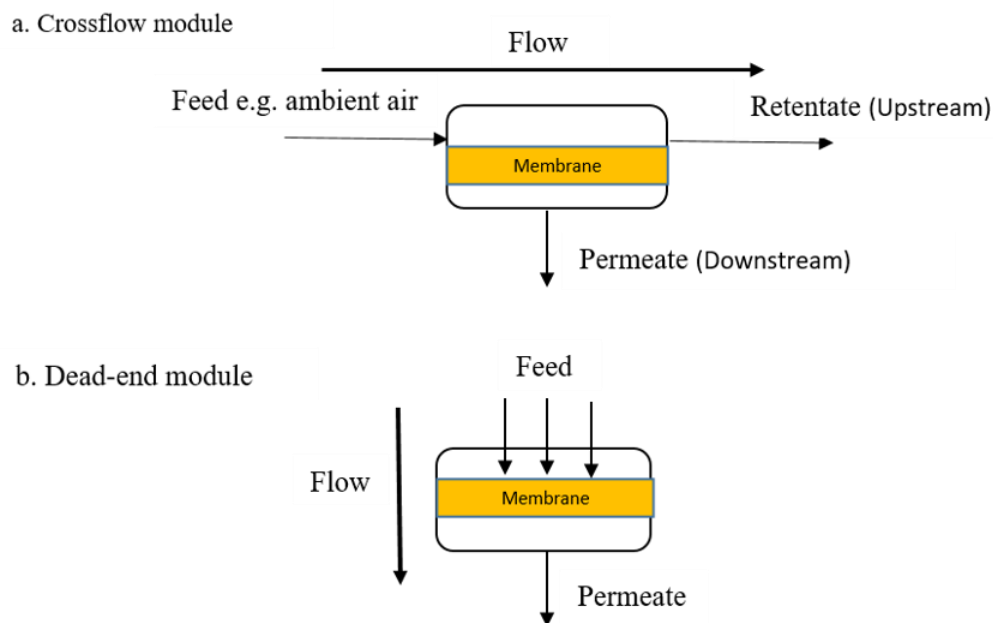 a. Crossflow module
Flow
Feed e.g. ambient air
Retentate (Upstream)
Membrane
Permeate (Downstream)
b. Dead-end module
Feed
Flow
Membrane
Permeate